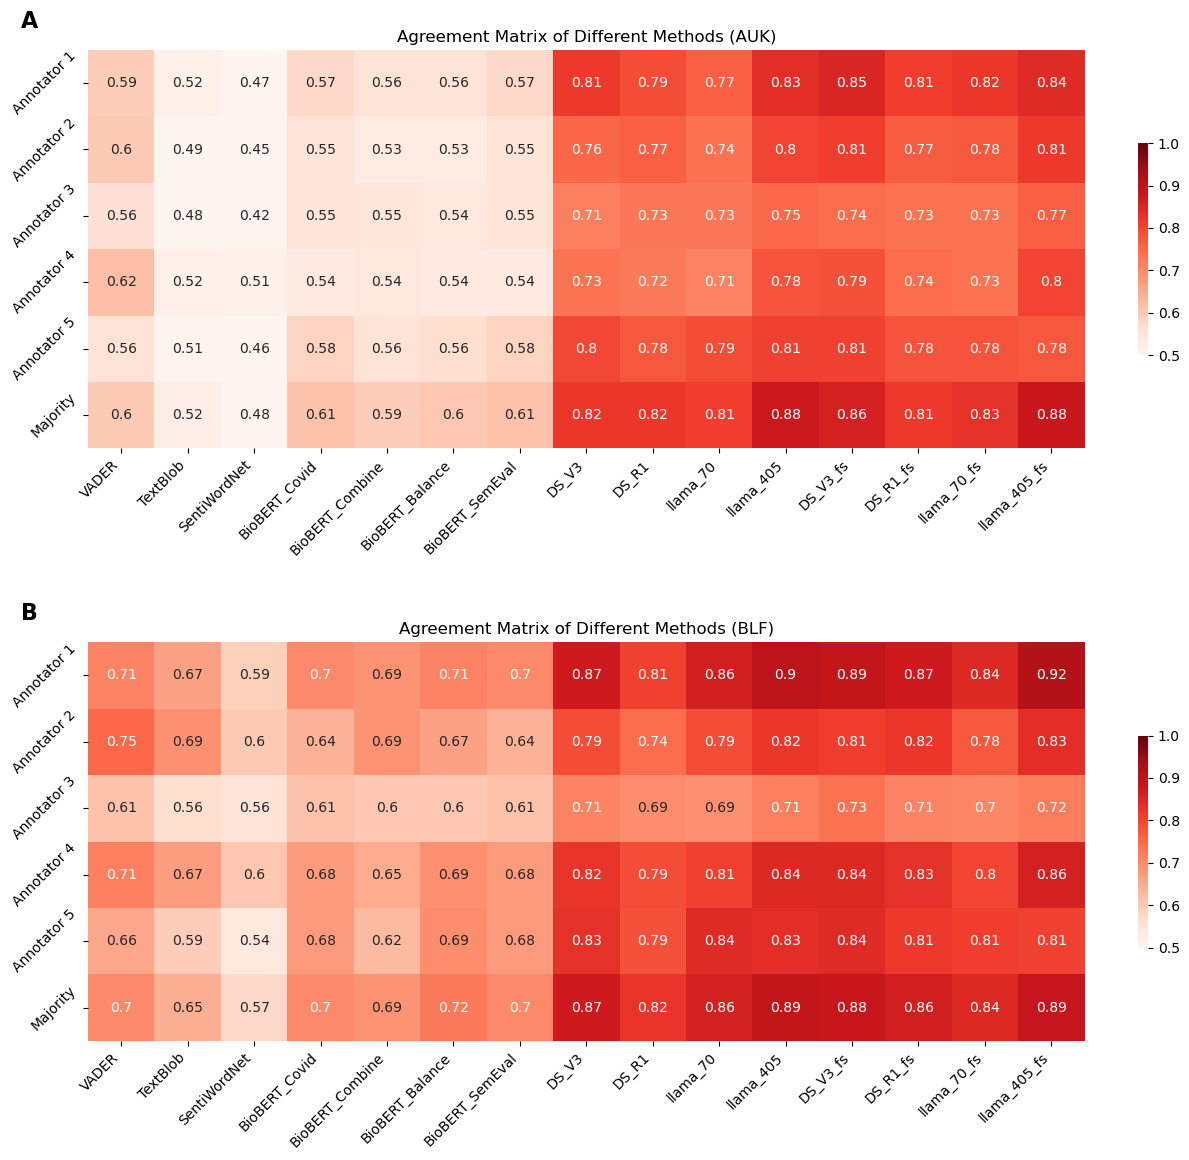 A
Agreement Matrix of Different Methods (AUK)
Annotator 1 0.59 0.52 0.47 0.57 0.56 0.56 0.57 0.81 0.79 0.77 0.83 0.85 0.81 0.82 0.84
Annotator 2 0.6 0.49 0.45 0.55 0.53 0.53 0.55 0.76 0.77 0.74 0.8 0.81 0.77 0.78 0.81
Annotator 3 0.56 0.48 0.42 0.55 0.55 0.54 0.55 0.71 0.73 0.73 0.75 0.74 0.73 0.73 0.77
Annotator 4 0.62 0.52 0.51 0.54 0.54 0.54 0.54 0.73 0.72 0.71 0.78 0.79 0.74 0.73 0.8
Annotator 5 0.56 0.51 0.46 0.58 0.56 0.56 0.58 0.8 0.78 0.79 0.81 0.81 0.78 0.78 0.78
Majority 0.6 0.52 0.48 0.61 0.59 0.6 0.61 0.82 0.82 0.81 0.88 0.86 0.81 0.83 0.88
VADER TextBlob SentiWordNet BioBERT_Covid BioBERT_Combine BioBERT_Balance BioBERT_SemEval DS_V3 DS_R1 llama_70 llama_405 DS_V3_fs DS_R1_fs llama_70_fs llama_405_fs
1.0
0.9
0.8
0.7
0.6
0.5
B
Agreement Matrix of Different Methods (BLF)
Annotator 1 0.71 0.67 0.59 0.7 0.69 0.71 0.7 0.87 0.81 0.86 0.9 0.89 0.87 0.84 0.92
Annotator 2 0.75 0.69 0.6 0.64 0.69 0.67 0.64 0.79 0.74 0.79 0.82 0.81 0.82 0.78 0.83
Annotator 3 0.61 0.56 0.56 0.61 0.6 0.6 0.61 0.71 0.69 0.69 0.71 0.73 0.71 0.7 0.72
Annotator 4 0.71 0.67 0.6 0.68 0.65 0.69 0.68 0.82 0.79 0.81 0.84 0.84 0.83 0.8 0.86
Annotator 5 0.66 0.59 0.54 0.68 0.62 0.69 0.68 0.83 0.79 0.84 0.83 0.84 0.81 0.81 0.81
Majority 0.7 0.65 0.57 0.7 0.69 0.72 0.7 0.87 0.82 0.86 0.89 0.88 0.86 0.84 0.89
VADER TextBlob SentiWordNet BioBERT_Covid BioBERT_Combine BioBERT_Balance BioBERT_SemEval DS_V3 DS_R1 llama_70 llama_405 DS_V3_fs DS_R1_fs llama_70_fs llama_405_fs
1.0
0.9
0.8
0.7
0.6
0.5